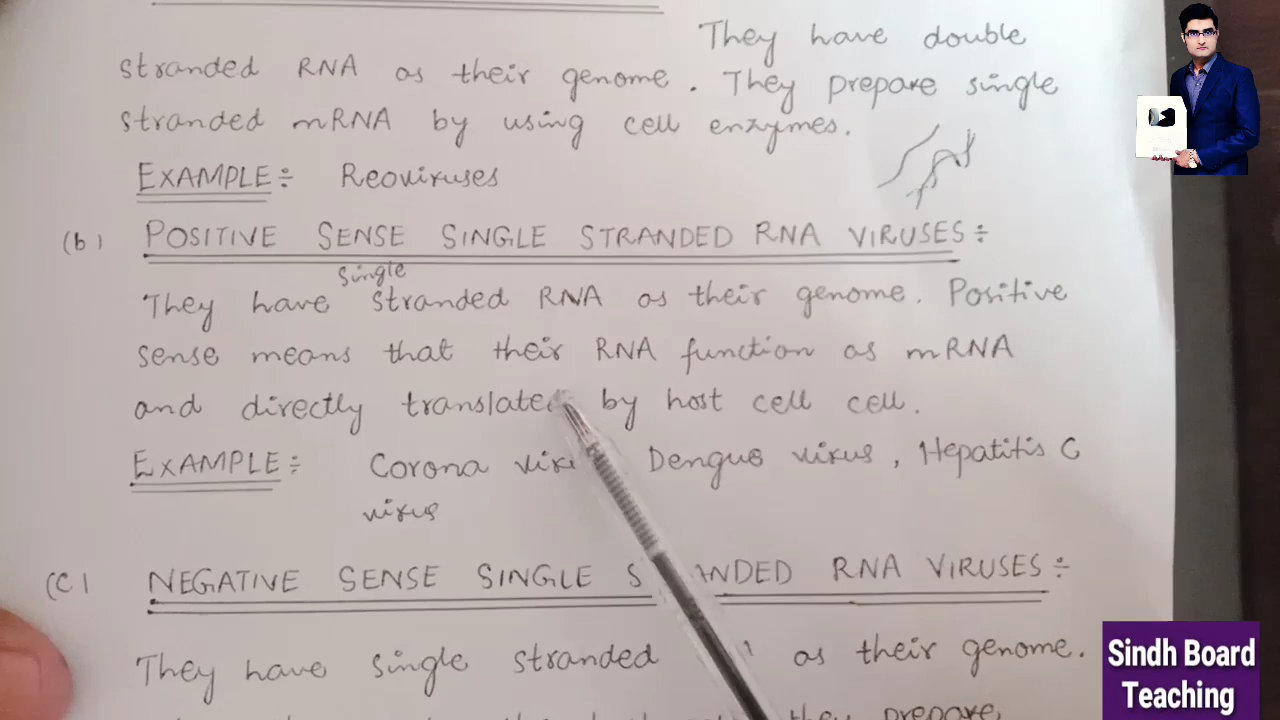 They have double
stranded RNA as their genome. They prepare single
stranded mRNA by using cell enzymes.
EXAMPLE÷ Reoviruses
(b) POSITIVE SENSE SINGLE STRANDED RNA VIRUSES÷
single
They have stranded RNA as their genome. Positive
sense means that their RNA function as mRNA
and directly translated by host cell cell.
EXAMPLE÷ Corona Dengue virus, Hepatitis C
virus
(C) NEGATIVE SENSE SINGLE RNA VIRUSES÷
They have single stranded as their genome.
they prepare
Sindh Board
Teaching